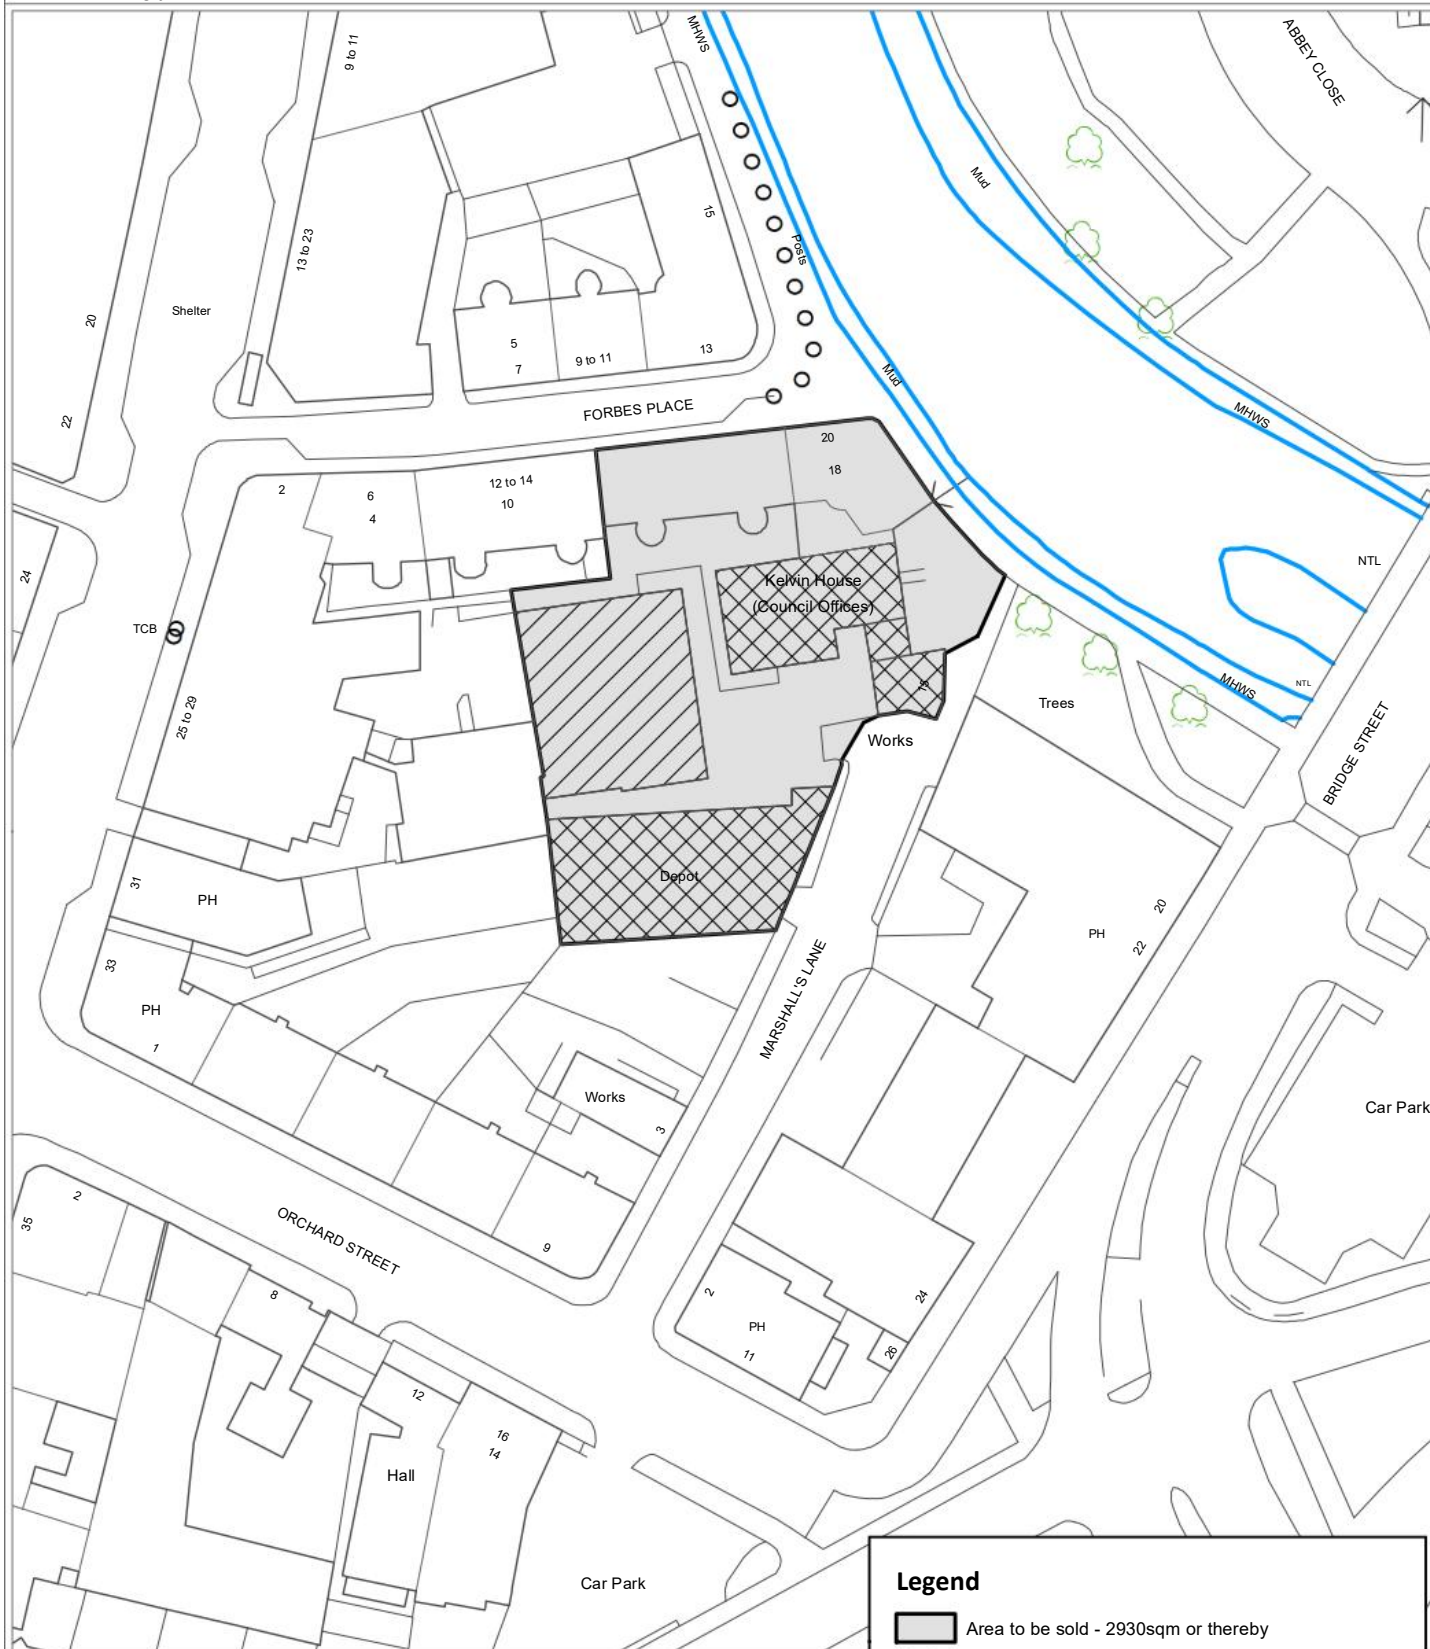 MHWS
ABBEY CLOSE
9 to 11
Mud
15
Posts
13 to 23
Shelter
20
5
7
9 to 11
13
Mud
22
FORBES PLACE
MHWS
20
18
2
6
4
12 to 14
10
NTL
24
Kelvin House
(Council Offices)
TCB
MHWS
NTL
Trees
25 to 29
Works
BRIDGE STREET
Depot
31
PH
20
22
PH
33
PH
1
MARSHALL'S LANE
Works
3
Car Park
2
35
ORCHARD STREET
9
8
2
24
PH
11
26
12
16
14
Hall
Car Park
Legend
Area to be sold - 2930sqm or thereby